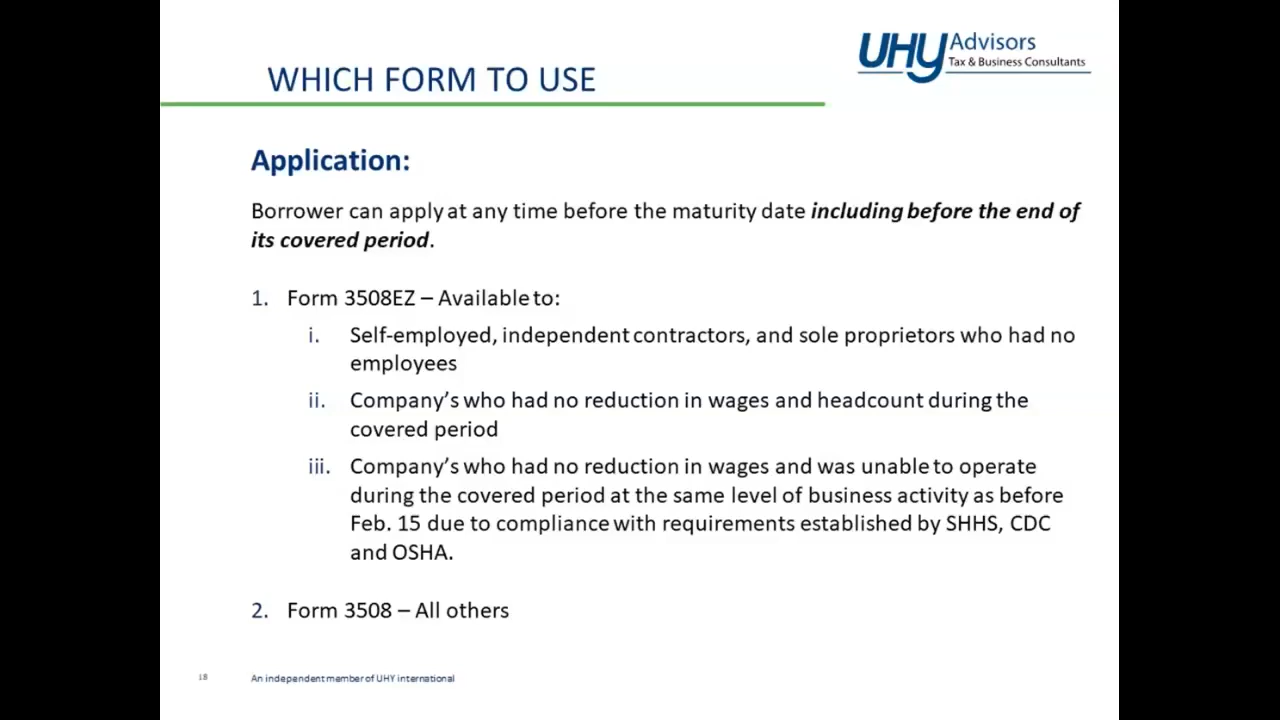 UHY Advisors
Tax & Business Consultants
WHICH FORM TO USE
Application:
Borrower can apply at any time before the maturity date including before the end of
its covered period.
1. Form 3508EZ – Available to:
i. Self-employed, independent contractors, and sole proprietors who had no
employees
ii. Company’s who had no reduction in wages and headcount during the
covered period
iii. Company’s who had no reduction in wages and was unable to operate
during the covered period at the same level of business activity as before
Feb. 15 due to compliance with requirements established by SHHS, CDC
and OSHA.
2. Form 3508 – All others
18 An independent member of UHY international